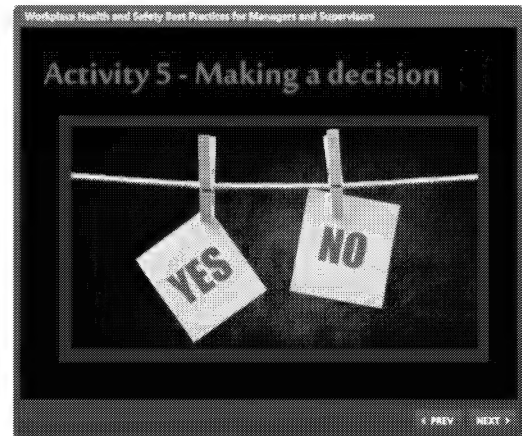 Workplace Health and Safety Best Practices for Managers and Supervisors
Activity 5 - Making a decision
YES
NO
< PREV
NEXT >